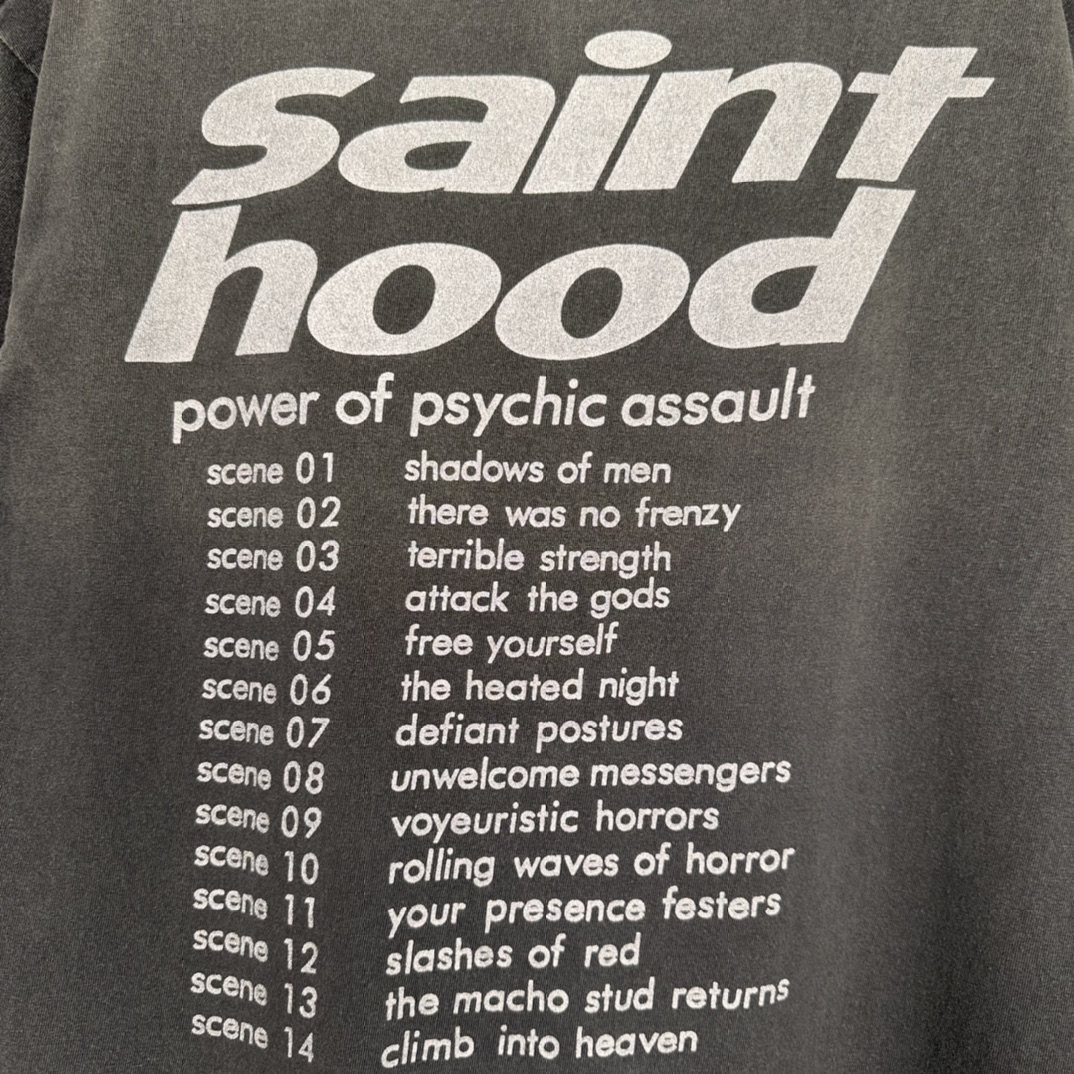 saint
hood
power of psychic assault
scene 01 shadows of men
scene 02 there was no frenzy
scene 03 terrible strength
scene 04 attack the gods
scene 05 free yourself
scene 06 the heated night
scene 07 defiant postures
scene 08 unwelcome messengers
scene 09 voyeuristic horrors
scene 10 rolling waves of horror
scene 11 your presence festers
scene 12 slashes of red
scene 13 the macho stud returns
scene 14 climb into heaven